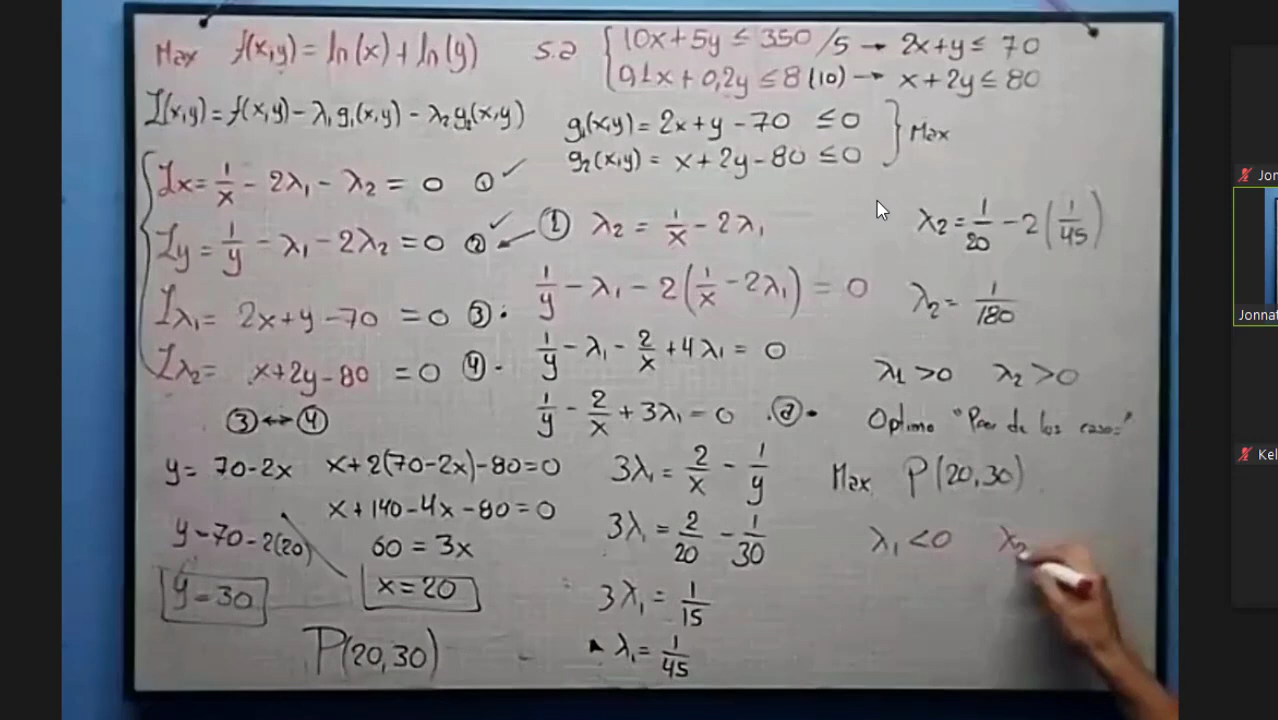 Max f(x,y) = ln(x) + ln(y) s.a { 10x+5y ≤ 350 /5 → 2x+y ≤ 70
0,1x + 0,2y ≤ 8 (10) → x+2y ≤ 80
L(x,y) = f(x,y) - λ₁g₁(x,y) - λ₂g₂(x,y)
g₁(x,y) = 2x+y-70 ≤ 0
g₂(x,y) = x+2y-80 ≤ 0 } Max
Lx = 1/x - 2λ₁ - λ₂ = 0 ① ✓
Ly = 1/y - λ₁ - 2λ₂ = 0 ② ✓
Lλ₁ = 2x+y-70 = 0 ③ •
Lλ₂ = x+2y-80 = 0 ④ •
③ ↔ ④
y = 70-2x x+2(70-2x)-80=0
x+140-4x-80=0
y = 70-2(20) 60 = 3x
y = 30 x = 20
P(20,30)
① λ₂ = 1/x - 2λ₁
1/y - λ₁ - 2(1/x - 2λ₁) = 0
1/y - λ₁ - 2/x + 4λ₁ = 0
1/y - 2/x + 3λ₁ = 0 .ⓐ•
3λ₁ = 2/x - 1/y
3λ₁ = 2/20 - 1/30
3λ₁ = 1/15
λ₁ = 1/45
λ₂ = 1/20 - 2(1/45)
λ₂ = 1/180
λ₁ > 0 λ₂ > 0
Optimo "Peor de los casos"
Max P(20,30)
λ₁ < 0 λ₂
Jon
Jonnat
Kel